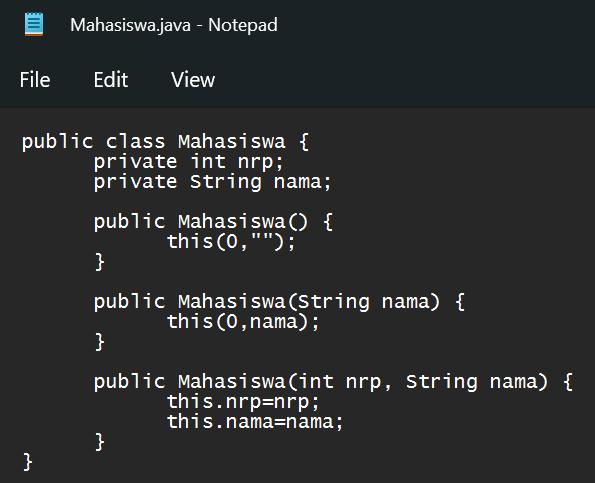 Mahasiswa.java - Notepad
File Edit View
public class Mahasiswa {
private int nrp;
private String nama;
public Mahasiswa() {
this(0,"");
}
public Mahasiswa(String nama) {
this(0,nama);
}
public Mahasiswa(int nrp, String nama) {
this.nrp=nrp;
this.nama=nama;
}
}